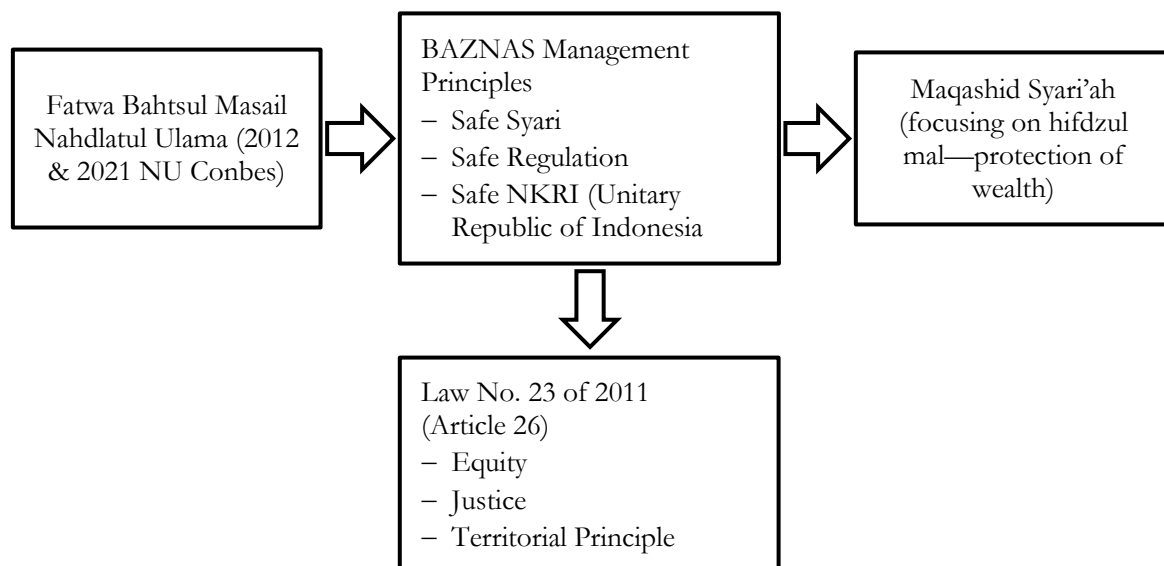 Fatwa Bahtsul Masail
Nahdlatul Ulama (2012
& 2021 NU Conbes)
BAZNAS Management
Principles
– Safe Syari
– Safe Regulation
– Safe NKRI (Unitary
Republic of Indonesia
Maqashid Syari’ah
(focusing on hifdzul
mal—protection of
wealth)
Law No. 23 of 2011
(Article 26)
– Equity
– Justice
– Territorial Principle